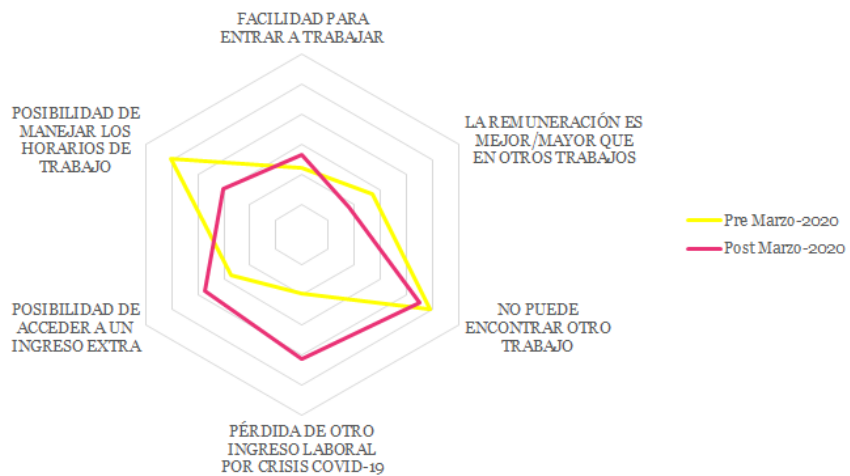 FACILIDAD PARA
ENTRAR A TRABAJAR
LA REMUNERACIÓN ES
MEJOR/MAYOR QUE
EN OTROS TRABAJOS
NO PUEDE
ENCONTRAR OTRO
TRABAJO
PÉRDIDA DE OTRO
INGRESO LABORAL
POR CRISIS COVID-19
POSIBILIDAD DE
ACCEDER A UN
INGRESO EXTRA
POSIBILIDAD DE
MANEJAR LOS
HORARIOS DE
TRABAJO
Pre Marzo-2020
Post Marzo-2020